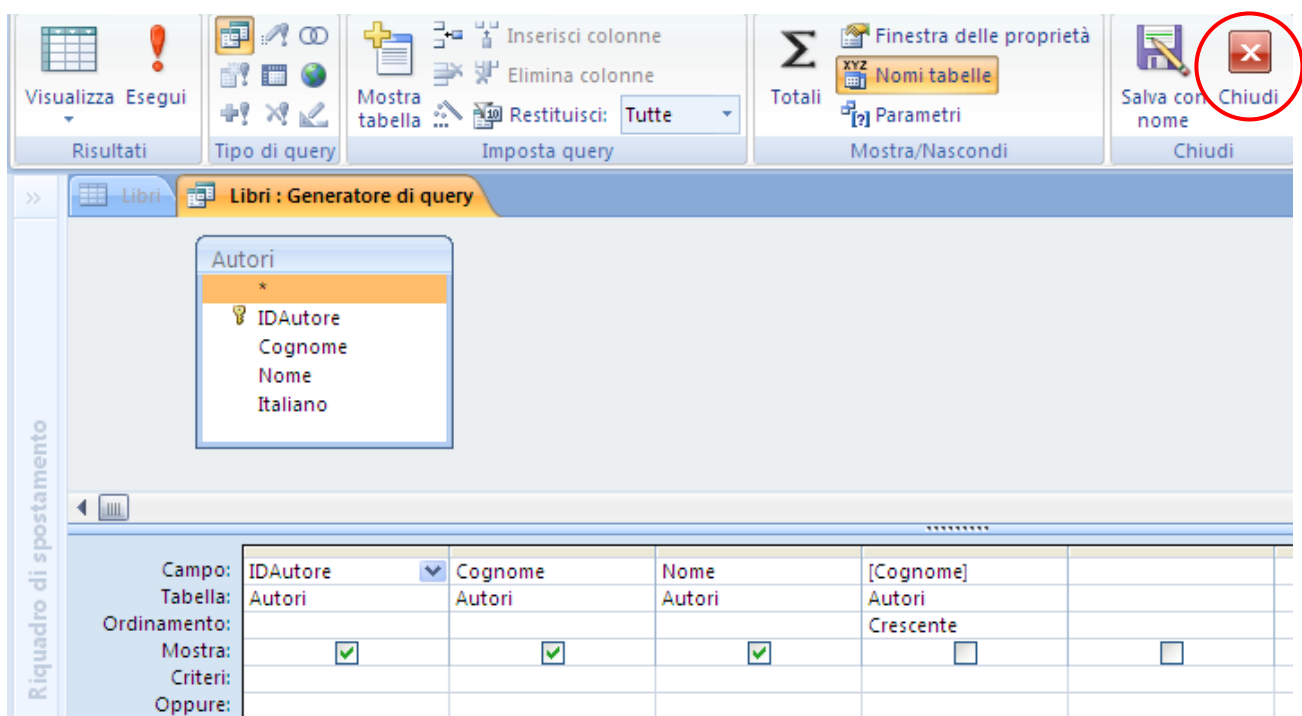 Visualizza Esegui
Risultati
Tipo di query
Mostra
tabella
Inserisci colonne
Elimina colonne
Restituisci: Tutte
Imposta query
Totali
Finestra delle proprietà
XYZ Nomi tabelle
[?] Parametri
Mostra/Nascondi
Salva con
nome
Chiudi
Chiudi
Libri
Libri : Generatore di query
Autori
*
IDAutore
Cognome
Nome
Italiano
Riquadro di spostamento
Campo: IDAutore Cognome Nome [Cognome]
Tabella: Autori Autori Autori Autori
Ordinamento: Crescente
Mostra:
Criteri:
Oppure: